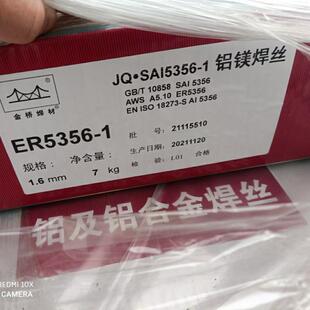 JQ•SAl5356-1 铝镁焊丝
GB/T 10858 SAl 5356
AWS A5.10 ER5356
EN ISO 18273-S Al 5356
金桥焊材
ER5356-1
批号: 21115510
规格: 净含量: 生产日期: 20211120
1.6 mm 7 kg 检验: L01 合格
铝及铝合金焊丝
REDMI 10X
CAMERA